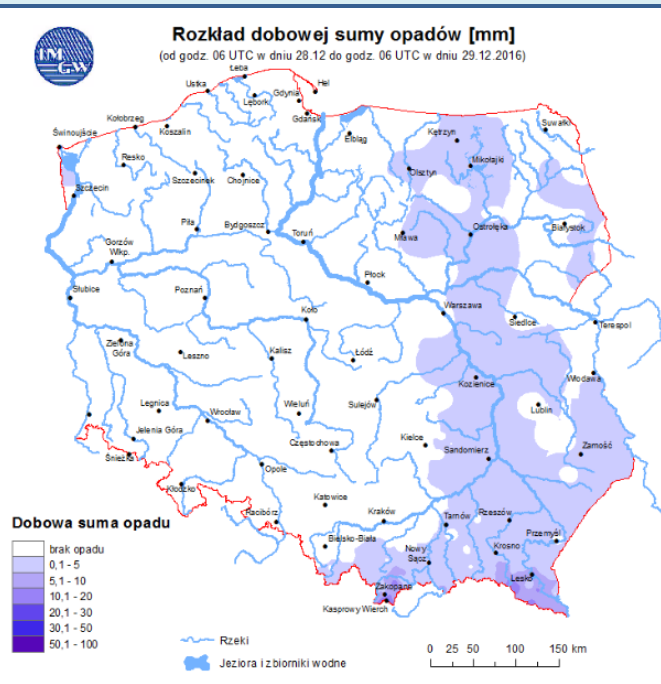 Rozkład dobowej sumy opadów [mm]
(od godz. 06 UTC w dniu 28.12 do godz. 06 UTC w dniu 29.12.2016)
IM
GW
Łeba
Hel
Ustka
Gdynia
Lębork
Gdańsk
Suwałki
Kołobrzeg
Koszalin
Elbląg
Kętrzyn
Świnoujście
Resko
Mikołajki
Olsztyn
Szczecinek
Chojnice
Szczecin
Piła
Bydgoszcz
Toruń
Mława
Ostrołęka
Białystok
Gorzów
Wlkp.
Płock
Słubice
Poznań
Koło
Warszawa
Siedlce
Terespol
Zielona
Góra
Leszno
Kalisz
Łódź
Kozienice
Włodawa
Legnica
Wrocław
Wieluń
Sulejów
Lublin
Jelenia Góra
Częstochowa
Kielce
Sandomierz
Zamość
Śnieżka
Opole
Kłodzko
Katowice
Racibórz
Kraków
Tarnów
Rzeszów
Przemyśl
Bielsko-Biała
Nowy
Sącz
Krosno
Lesko
Zakopane
Kasprowy Wierch
Dobowa suma opadu
brak opadu
0,1 - 5
5,1 - 10
10,1 - 20
20,1 - 30
30,1 - 50
50,1 - 100
Rzeki
Jeziora i zbiorniki wodne
0 25 50 100 150 km